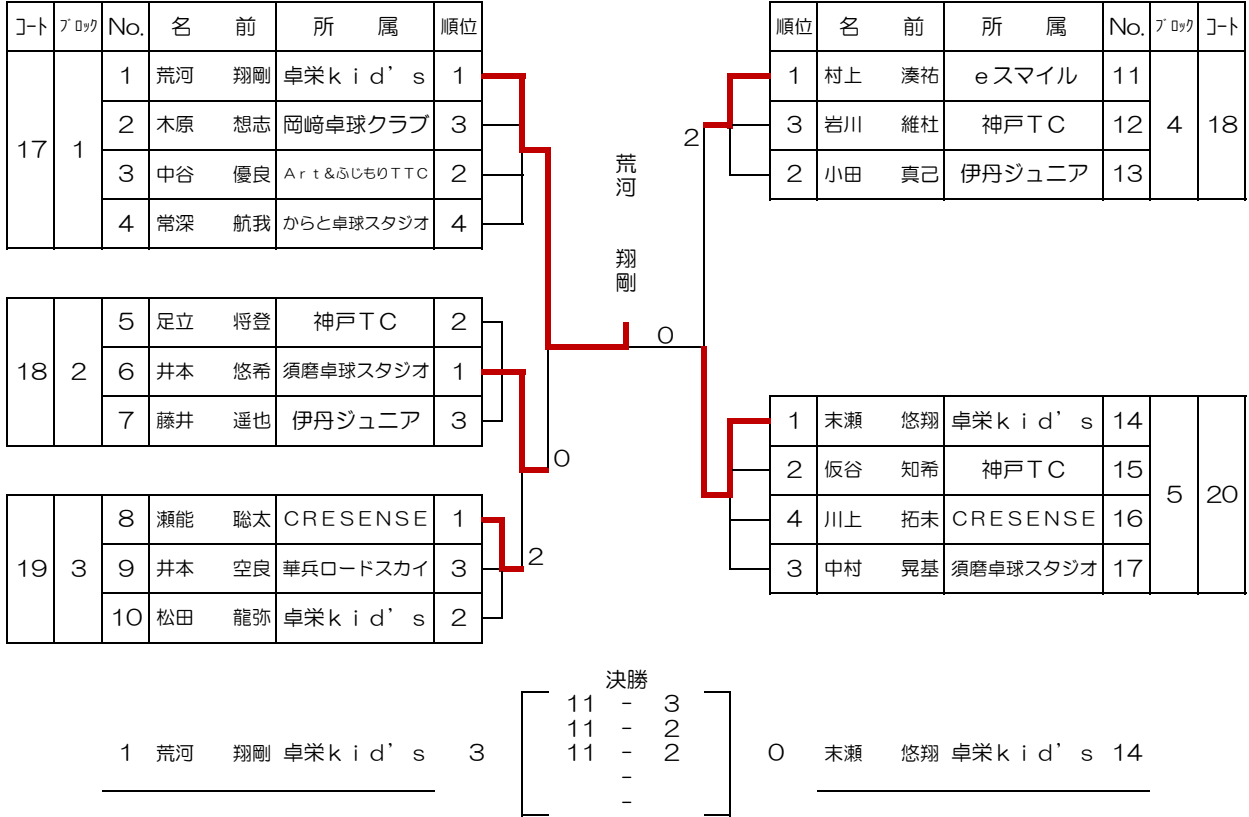 コート ブロック No. 名 前 所 属 順位
17 1
1 荒河 翔剛 卓栄ｋｉｄ’ｓ 1
2 木原 想志 岡﨑卓球クラブ 3
3 中谷 優良 Ａｒｔ&ふじもりＴＴＣ 2
4 常深 航我 からと卓球スタジオ 4
18 2
5 足立 将登 神戸ＴＣ 2
6 井本 悠希 須磨卓球スタジオ 1
7 藤井 遥也 伊丹ジュニア 3
19 3
8 瀬能 聡太 ＣＲＥＳＥＮＳＥ 1
9 井本 空良 華兵ロードスカイ 3
10 松田 龍弥 卓栄ｋｉｄ’ｓ 2
0
2
荒河 翔剛
0
2
順位 名 前 所 属 No. ブロック コート
1 村上 湊祐 ｅスマイル 11
3 岩川 維杜 神戸ＴＣ 12
2 小田 真己 伊丹ジュニア 13
4 18
1 末瀬 悠翔 卓栄ｋｉｄ’ｓ 14
2 仮谷 知希 神戸ＴＣ 15
4 川上 拓未 ＣＲＥＳＥＮＳＥ 16
3 中村 晃基 須磨卓球スタジオ 17
5 20
決勝
11 - 3
11 - 2
1 荒河 翔剛 卓栄ｋｉｄ’ｓ 3 11 - 2 0 末瀬 悠翔 卓栄ｋｉｄ’ｓ 14
-
-